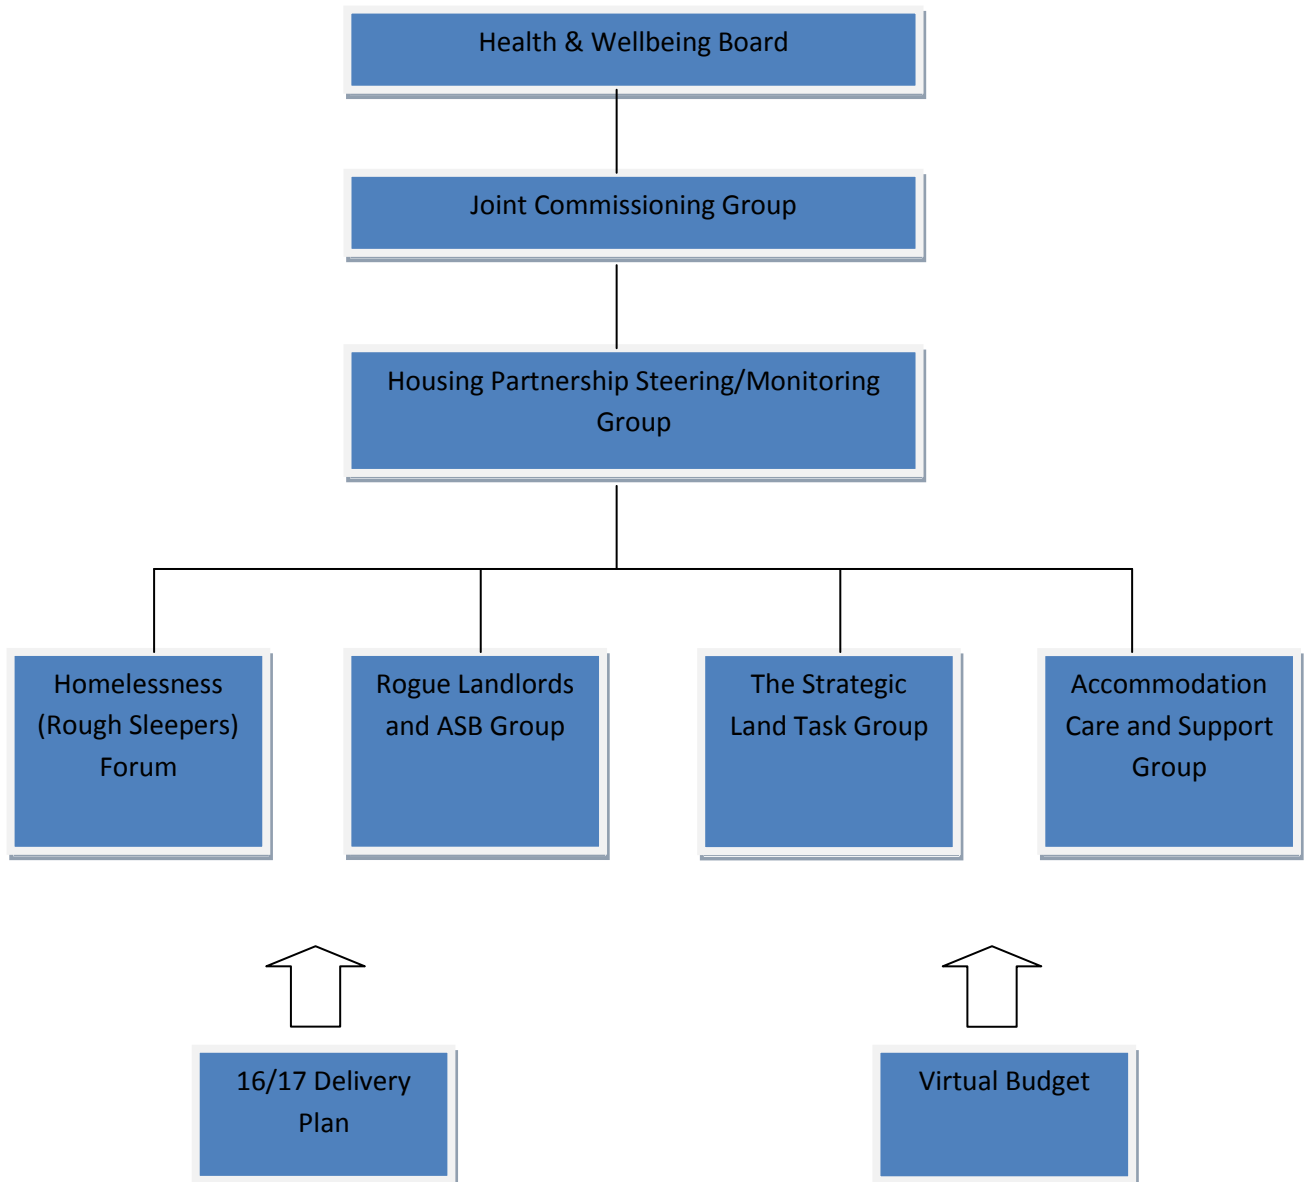 Health & Wellbeing Board
Joint Commissioning Group
Housing Partnership Steering/Monitoring
Group
Homelessness
(Rough Sleepers)
Forum
Rogue Landlords
and ASB Group
The Strategic
Land Task Group
Accommodation
Care and Support
Group
16/17 Delivery
Plan
Virtual Budget